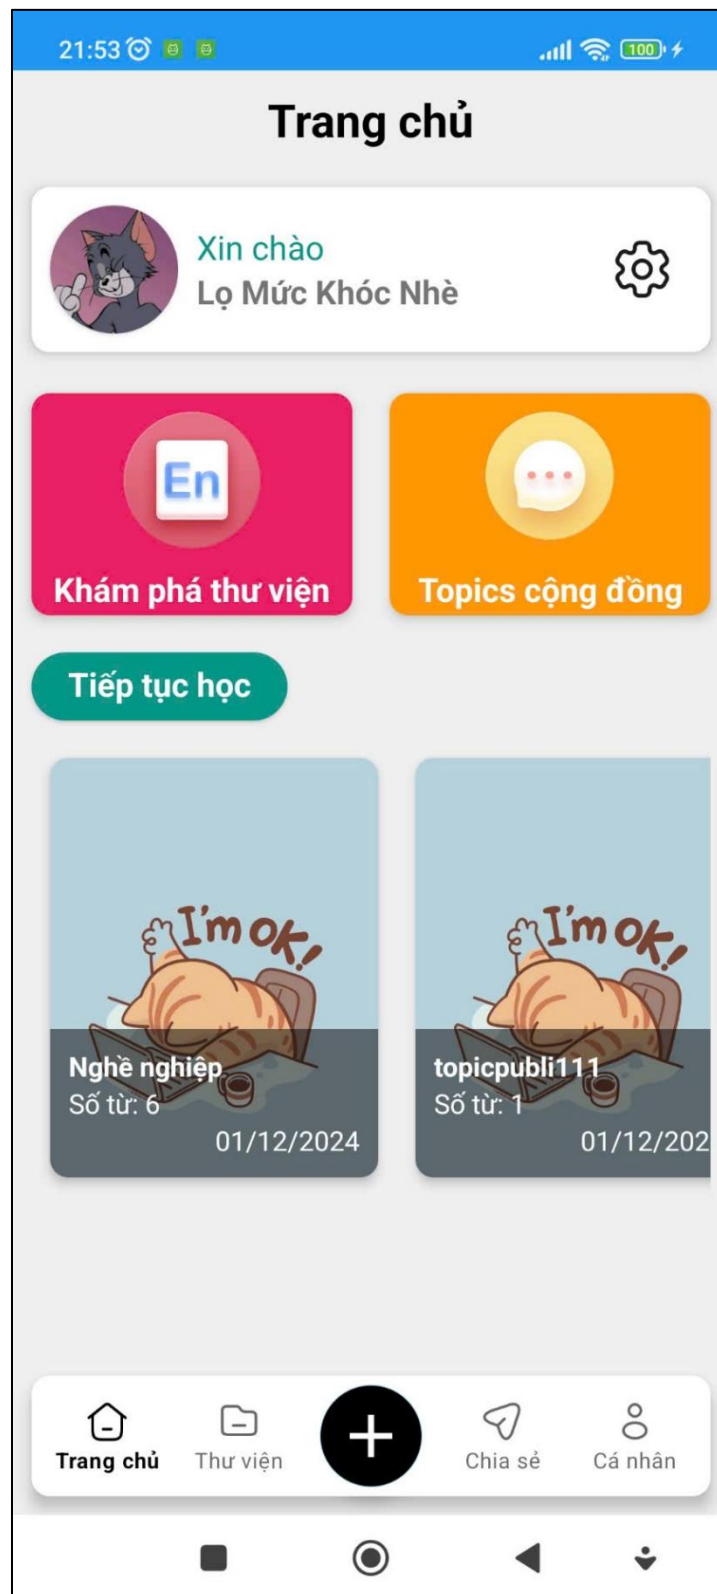 21:53
100
Trang chủ
Xin chào
Lọ Mức Khóc Nhè
En
Khám phá thư viện
Topics cộng đồng
Tiếp tục học
I'm OK!
Nghề nghiệp
Số từ: 6
01/12/2024
I'm OK!
topicpubli111
Số từ: 1
01/12/202
Trang chủ
Thư viện
Chia sẻ
Cá nhân